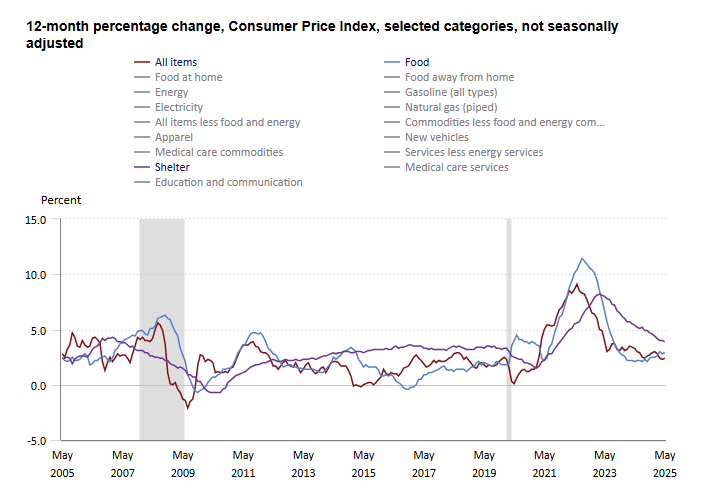 12-month percentage change, Consumer Price Index, selected categories, not seasonally
adjusted
All items Food
Food at home Food away from home
Energy Gasoline (all types)
Electricity Natural gas (piped)
All items less food and energy Commodities less food and energy com...
Apparel New vehicles
Medical care commodities Services less energy services
Shelter Medical care services
Education and communication
Percent
15.0
10.0
5.0
0.0
-5.0
May May May May May May May May May May May
2005 2007 2009 2011 2013 2015 2017 2019 2021 2023 2025